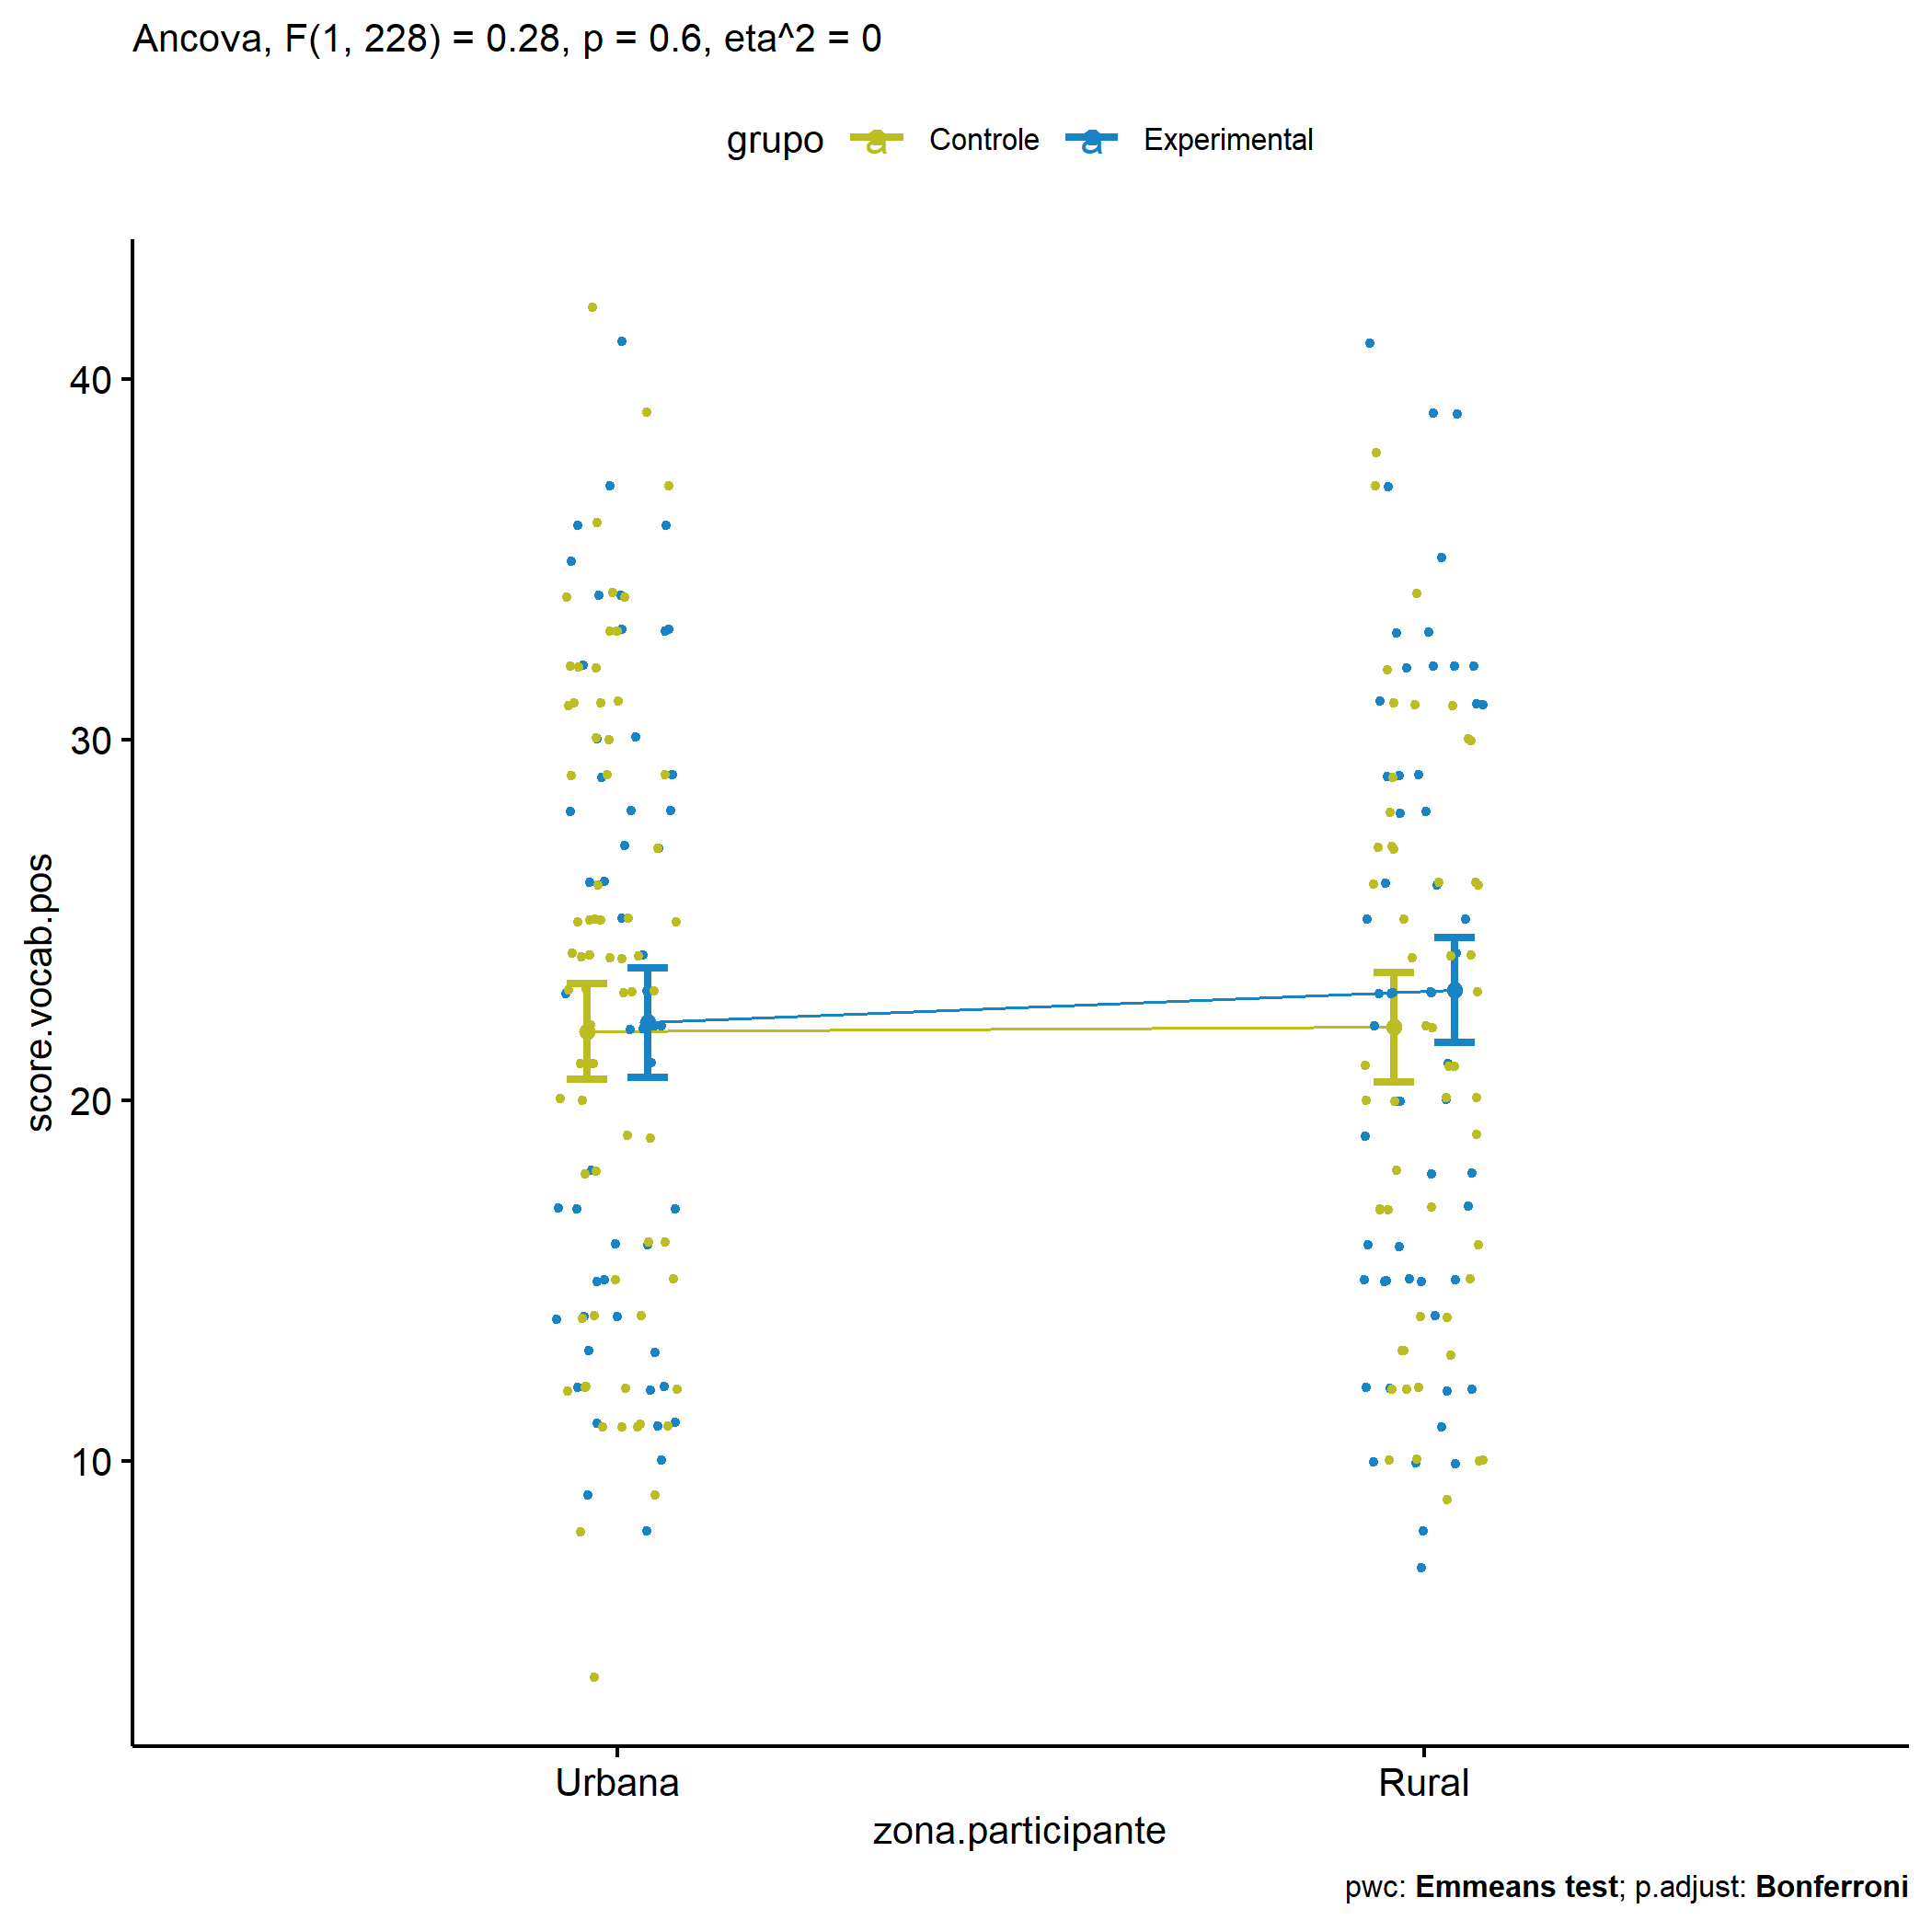 Ancova, F(1, 228) = 0.28, p = 0.6, eta^2 = 0
grupo a Controle a Experimental
score.vocab.pos
40
30
20
10
Urbana Rural
zona.participante
pwc: Emmeans test; p.adjust: Bonferroni